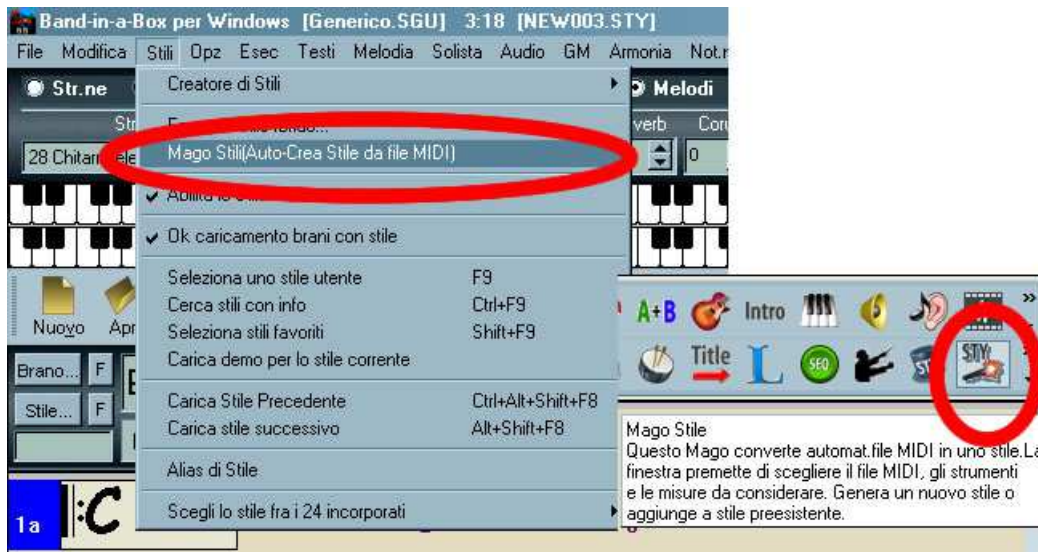 Band-in-a-Box per Windows [Generico.SGU] 3:18 [NEW003.STY]
File Modifica Stili Opz Esec Testi Melodia Solista Audio GM Armonia
Str.ne
Creatore di Stili
Melodi
verb
28
Mago Stili(Auto-Crea Stile da file MIDI)
0
Ok caricamento brani con stile
Seleziona uno stile utente F9
Cerca stili con info Ctrl+F9
Seleziona stili favoriti Shift+F9
Carica demo per lo stile corrente
Carica Stile Precedente Ctrl+Alt+Shift+F8
Carica stile successivo Alt+Shift+F8
Alias di Stile
Scegli lo stile fra i 24 incorporati
Nuovo Apr
Brano... F
Stile... F
1a :C
A+B Intro
Title L SEQ STY
Mago Stile
Questo Mago converte automat.file MIDI in uno stile.La
finestra premette di scegliere il file MIDI, gli strumenti
e le misure da considerare. Genera un nuovo stile o
aggiunge a stile preesistente.